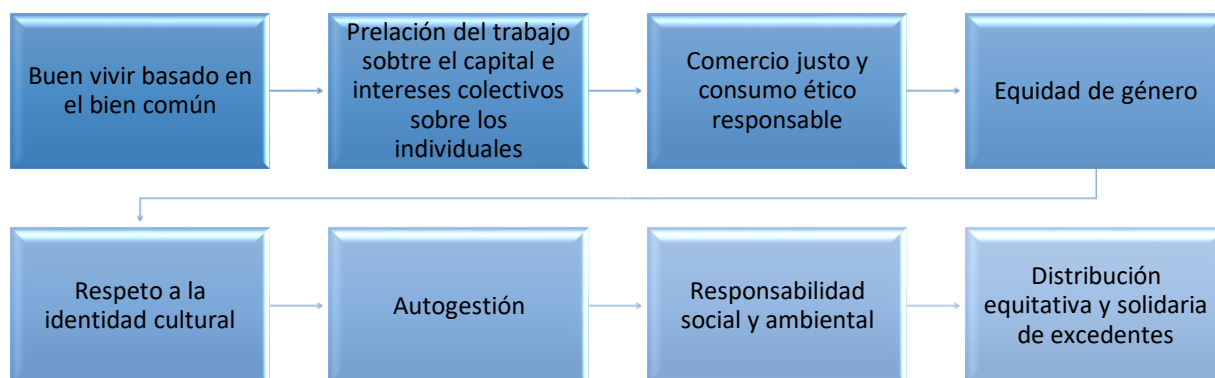 Buen vivir basado en
el bien común
Prelación del trabajo
sobtre el capital e
intereses colectivos
sobre los
individuales
Comercio justo y
consumo ético
responsable
Equidad de género
Respeto a la
identidad cultural
Autogestión
Responsabilidad
social y ambiental
Distribución
equitativa y solidaria
de excedentes